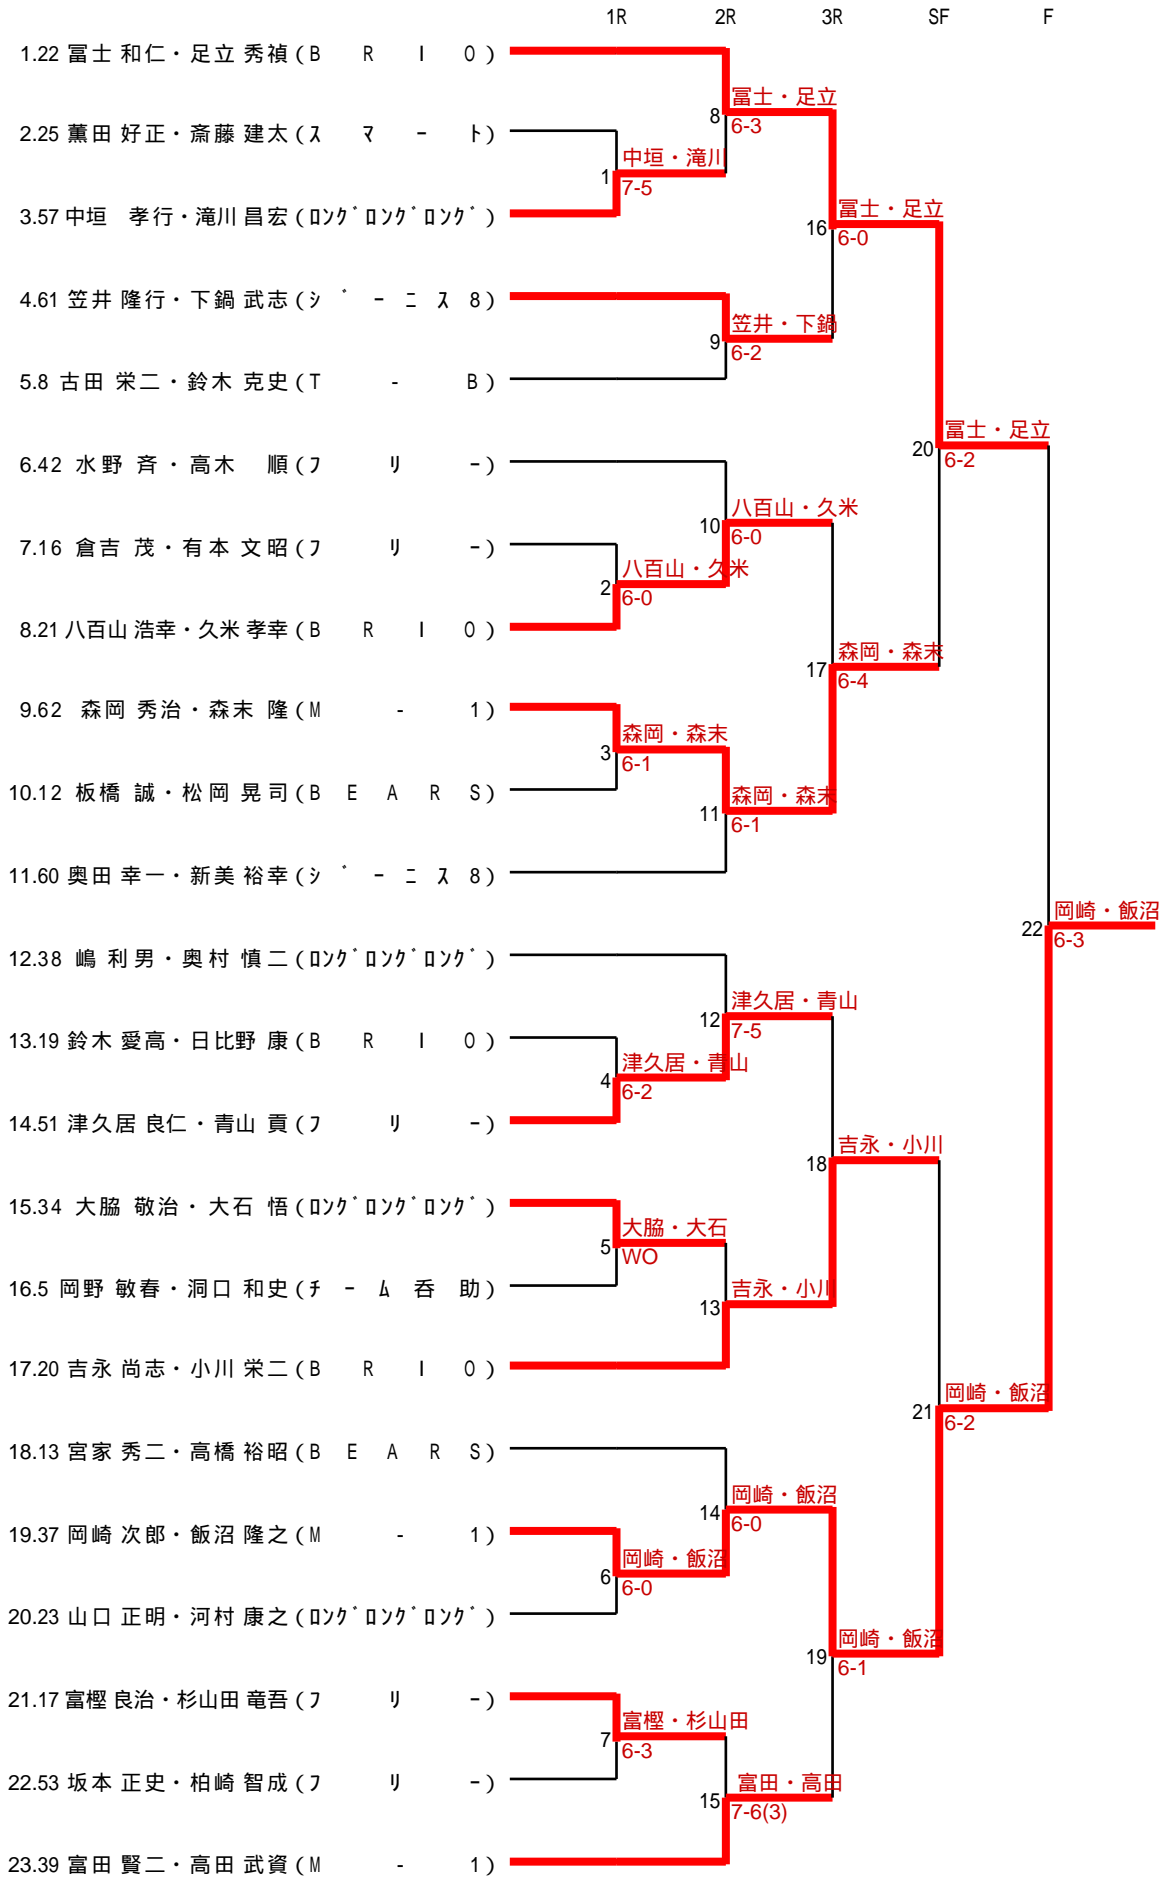 1R 2R 3R SF F
1.22 冨士 和仁・足立 秀禎 (B R I O)
冨士・足立
8
6-3
2.25 薫田 好正・斎藤 建太 (ｽ ﾏ ｰ ﾄ)
中垣・滝川
1
7-5
3.57 中垣 孝行・滝川 昌宏 (ﾛﾝｸﾞﾛﾝｸﾞﾛﾝｸﾞ)
冨士・足立
16
6-0
4.61 笠井 隆行・下鍋 武志 (ｼ ﾞ ｰ ﾆ ｽ 8)
笠井・下鍋
9
6-2
5.8 古田 栄二・鈴木 克史 (T - B)
冨士・足立
20
6-2
6.42 水野 斉・高木 順 (ﾌ ﾘ ｰ)
八百山・久米
10
6-0
7.16 倉吉 茂・有本 文昭 (ﾌ ﾘ ｰ)
八百山・久米
2
6-0
8.21 八百山 浩幸・久米 孝幸 (B R I O)
森岡・森末
17
6-4
9.62 森岡 秀治・森末 隆 (M - 1)
森岡・森末
3
6-1
10.12 板橋 誠・松岡 晃司 (B E A R S)
森岡・森末
11
6-1
11.60 奥田 幸一・新美 裕幸 (ｼ ﾞ ｰ ﾆ ｽ 8)
岡崎・飯沼
22
6-3
12.38 嶋 利男・奥村 慎二 (ﾛﾝｸﾞﾛﾝｸﾞﾛﾝｸﾞ)
津久居・青山
12
7-5
13.19 鈴木 愛高・日比野 康 (B R I O)
津久居・青山
4
6-2
14.51 津久居 良仁・青山 貢 (ﾌ ﾘ ｰ)
吉永・小川
18
15.34 大脇 敬治・大石 悟 (ﾛﾝｸﾞﾛﾝｸﾞﾛﾝｸﾞ)
大脇・大石
5
WO
16.5 岡野 敏春・洞口 和史 (ﾁ ｰ ﾑ 呑 助)
吉永・小川
13
17.20 吉永 尚志・小川 栄二 (B R I O)
岡崎・飯沼
21
6-2
18.13 宮家 秀二・高橋 裕昭 (B E A R S)
岡崎・飯沼
14
6-0
19.37 岡崎 次郎・飯沼 隆之 (M - 1)
岡崎・飯沼
6
6-0
20.23 山口 正明・河村 康之 (ﾛﾝｸﾞﾛﾝｸﾞﾛﾝｸﾞ)
岡崎・飯沼
19
6-1
21.17 富樫 良治・杉山田 竜吾 (ﾌ ﾘ ｰ)
富樫・杉山田
7
6-3
22.53 坂本 正史・柏崎 智成 (ﾌ ﾘ ｰ)
富田・高田
15
7-6(3)
23.39 富田 賢二・高田 武資 (M - 1)